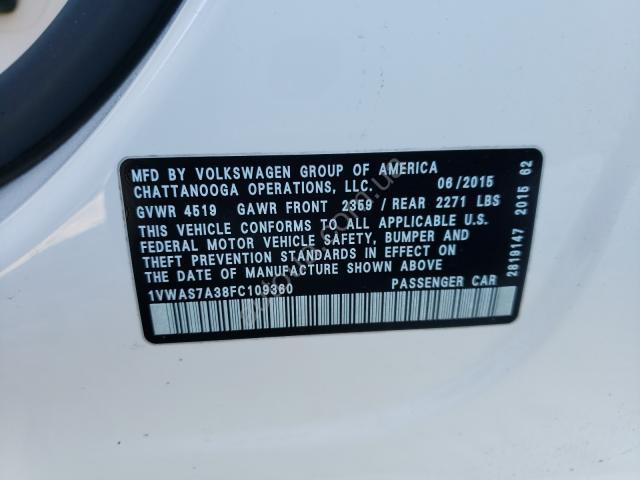 MFD BY VOLKSWAGEN GROUP OF AMERICA
CHATTANOOGA OPERATIONS, LLC. 06/2015
GVWR 4519 GAWR FRONT 2359 / REAR 2271 LBS
THIS VEHICLE CONFORMS TO ALL APPLICABLE U.S.
FEDERAL MOTOR VEHICLE SAFETY, BUMPER AND
THEFT PREVENTION STANDARDS IN EFFECT ON THE
DATE OF MANUFACTURE SHOWN ABOVE
1VWAS7A38FC109360 PASSENGER CAR
2819147 2015 62